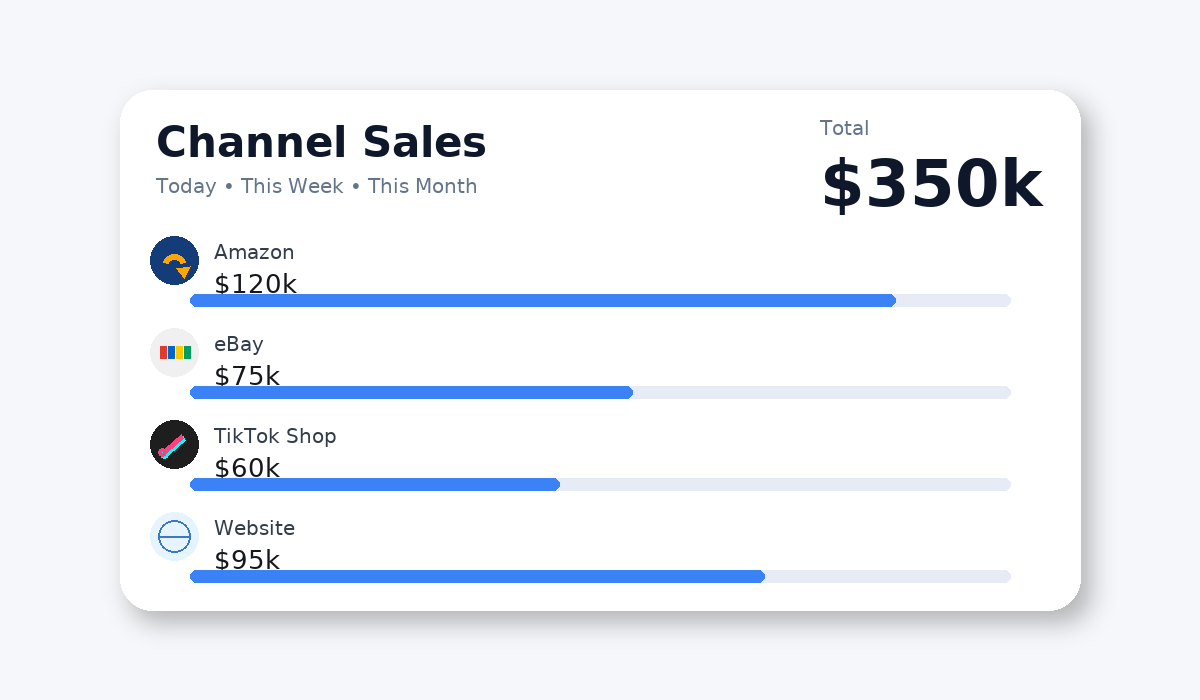 Channel Sales
Today • This Week • This Month
Total
$350k
Amazon
$120k
eBay
$75k
TikTok Shop
$60k
Website
$95k